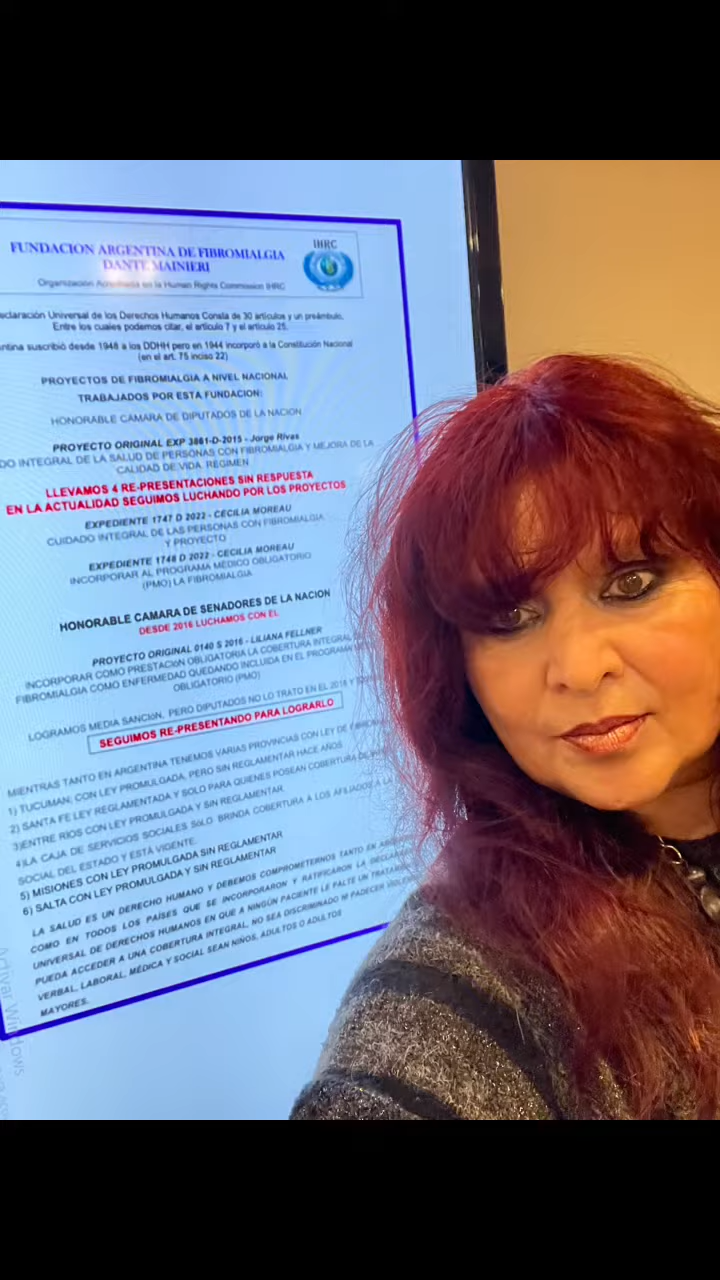 FUNDACION ARGENTINA DE FIBROMIALGIA
DANTE MAINIERI
IHRC
Organización Acreditada en la Human Rights Commission IHRC
eclaración Universal de los Derechos Humanos Consta de 30 artículos y un preámbulo.
Entre los cuales podemos citar, el artículo 7 y el artículo 25.
ntina suscribió desde 1948 a los DDHH pero en 1944 incorporó a la Constitución Nacional
(en el art. 75 inciso 22)
PROYECTOS DE FIBROMIALGIA A NIVEL NACIONAL
TRABAJADOS POR ESTA FUNDACION:
HONORABLE CAMARA DE DIPUTADOS DE LA NACION
PROYECTO ORIGINAL EXP 3861-D-2015 - Jorge Rivas
DO INTEGRAL DE LA SALUD DE PERSONAS CON FIBROMIALGIA Y MEJORA DE LA
CALIDAD DE VIDA. REGIMEN
LLEVAMOS 4 RE-PRESENTACIONES SIN RESPUESTA
EN LA ACTUALIDAD SEGUIMOS LUCHANDO POR LOS PROYECTOS
EXPEDIENTE 1747 D 2022 - CECILIA MOREAU
CUIDADO INTEGRAL DE LAS PERSONAS CON FIBROMIALGIA
Y PROYECTO
EXPEDIENTE 1748 D 2022 - CECILIA MOREAU
INCORPORAR AL PROGRAMA MÉDICO OBLIGATORIO
(PMO) LA FIBROMIALGIA
HONORABLE CAMARA DE SENADORES DE LA NACION
DESDE 2016 LUCHAMOS CON EL
PROYECTO ORIGINAL 0140 S 2016 - LILIANA FELLNER
INCORPORAR COMO PRESTACIóN OBLIGATORIA LA COBERTURA INTEGRAL
FIBROMIALGIA COMO ENFERMEDAD QUEDANDO INCLUIDA EN EL PROGRAMA
OBLIGATORIO (PMO)
LOGRAMOS MEDIA SANCIóN, PERO DIPUTADOS NO LO TRATO EN EL 2018 Y
SEGUIMOS RE-PRESENTANDO PARA LOGRARLO
MIENTRAS TANTO EN ARGENTINA TENEMOS VARIAS PROVINCIAS CON LEY DE
1) TUCUMAN; CON LEY PROMULGADA, PERO SIN REGLAMENTAR HACE AÑOS
2) SANTA FE LEY REGLAMENTADA Y SOLO PARA QUIENES POSEAN COBERTURA DE
3)ENTRE RIOS CON LEY PROMULGADA Y SIN REGLAMENTAR.
4)LA CAJA DE SERVICIOS SOCIALES SóLO BRINDA COBERTURA A LOS AFILIADOS A LA
SOCIAL DEL ESTADO Y ESTÁ VIGENTE.
5) MISIONES CON LEY PROMULGADA SIN REGLAMENTAR
6) SALTA CON LEY PROMULGADA Y SIN REGLAMENTAR
LA SALUD ES UN DERECHO HUMANO Y DEBEMOS COMPROMETERNOS TANTO EN
COMO EN TODOS LOS PAÍSES QUE SE INCORPORARON Y RATIFICARON LA
UNIVERSAL DE DERECHOS HUMANOS EN QUE A NINGÚN PACIENTE LE FALTE UN
PUEDA ACCEDER A UNA COBERTURA INTEGRAL, NO SEA DISCRIMINADO NI PADECER
VERBAL, LABORAL, MÉDICA Y SOCIAL SEAN NIÑOS, ADULTOS O ADULTOS
MAYORES.
Activar Windows